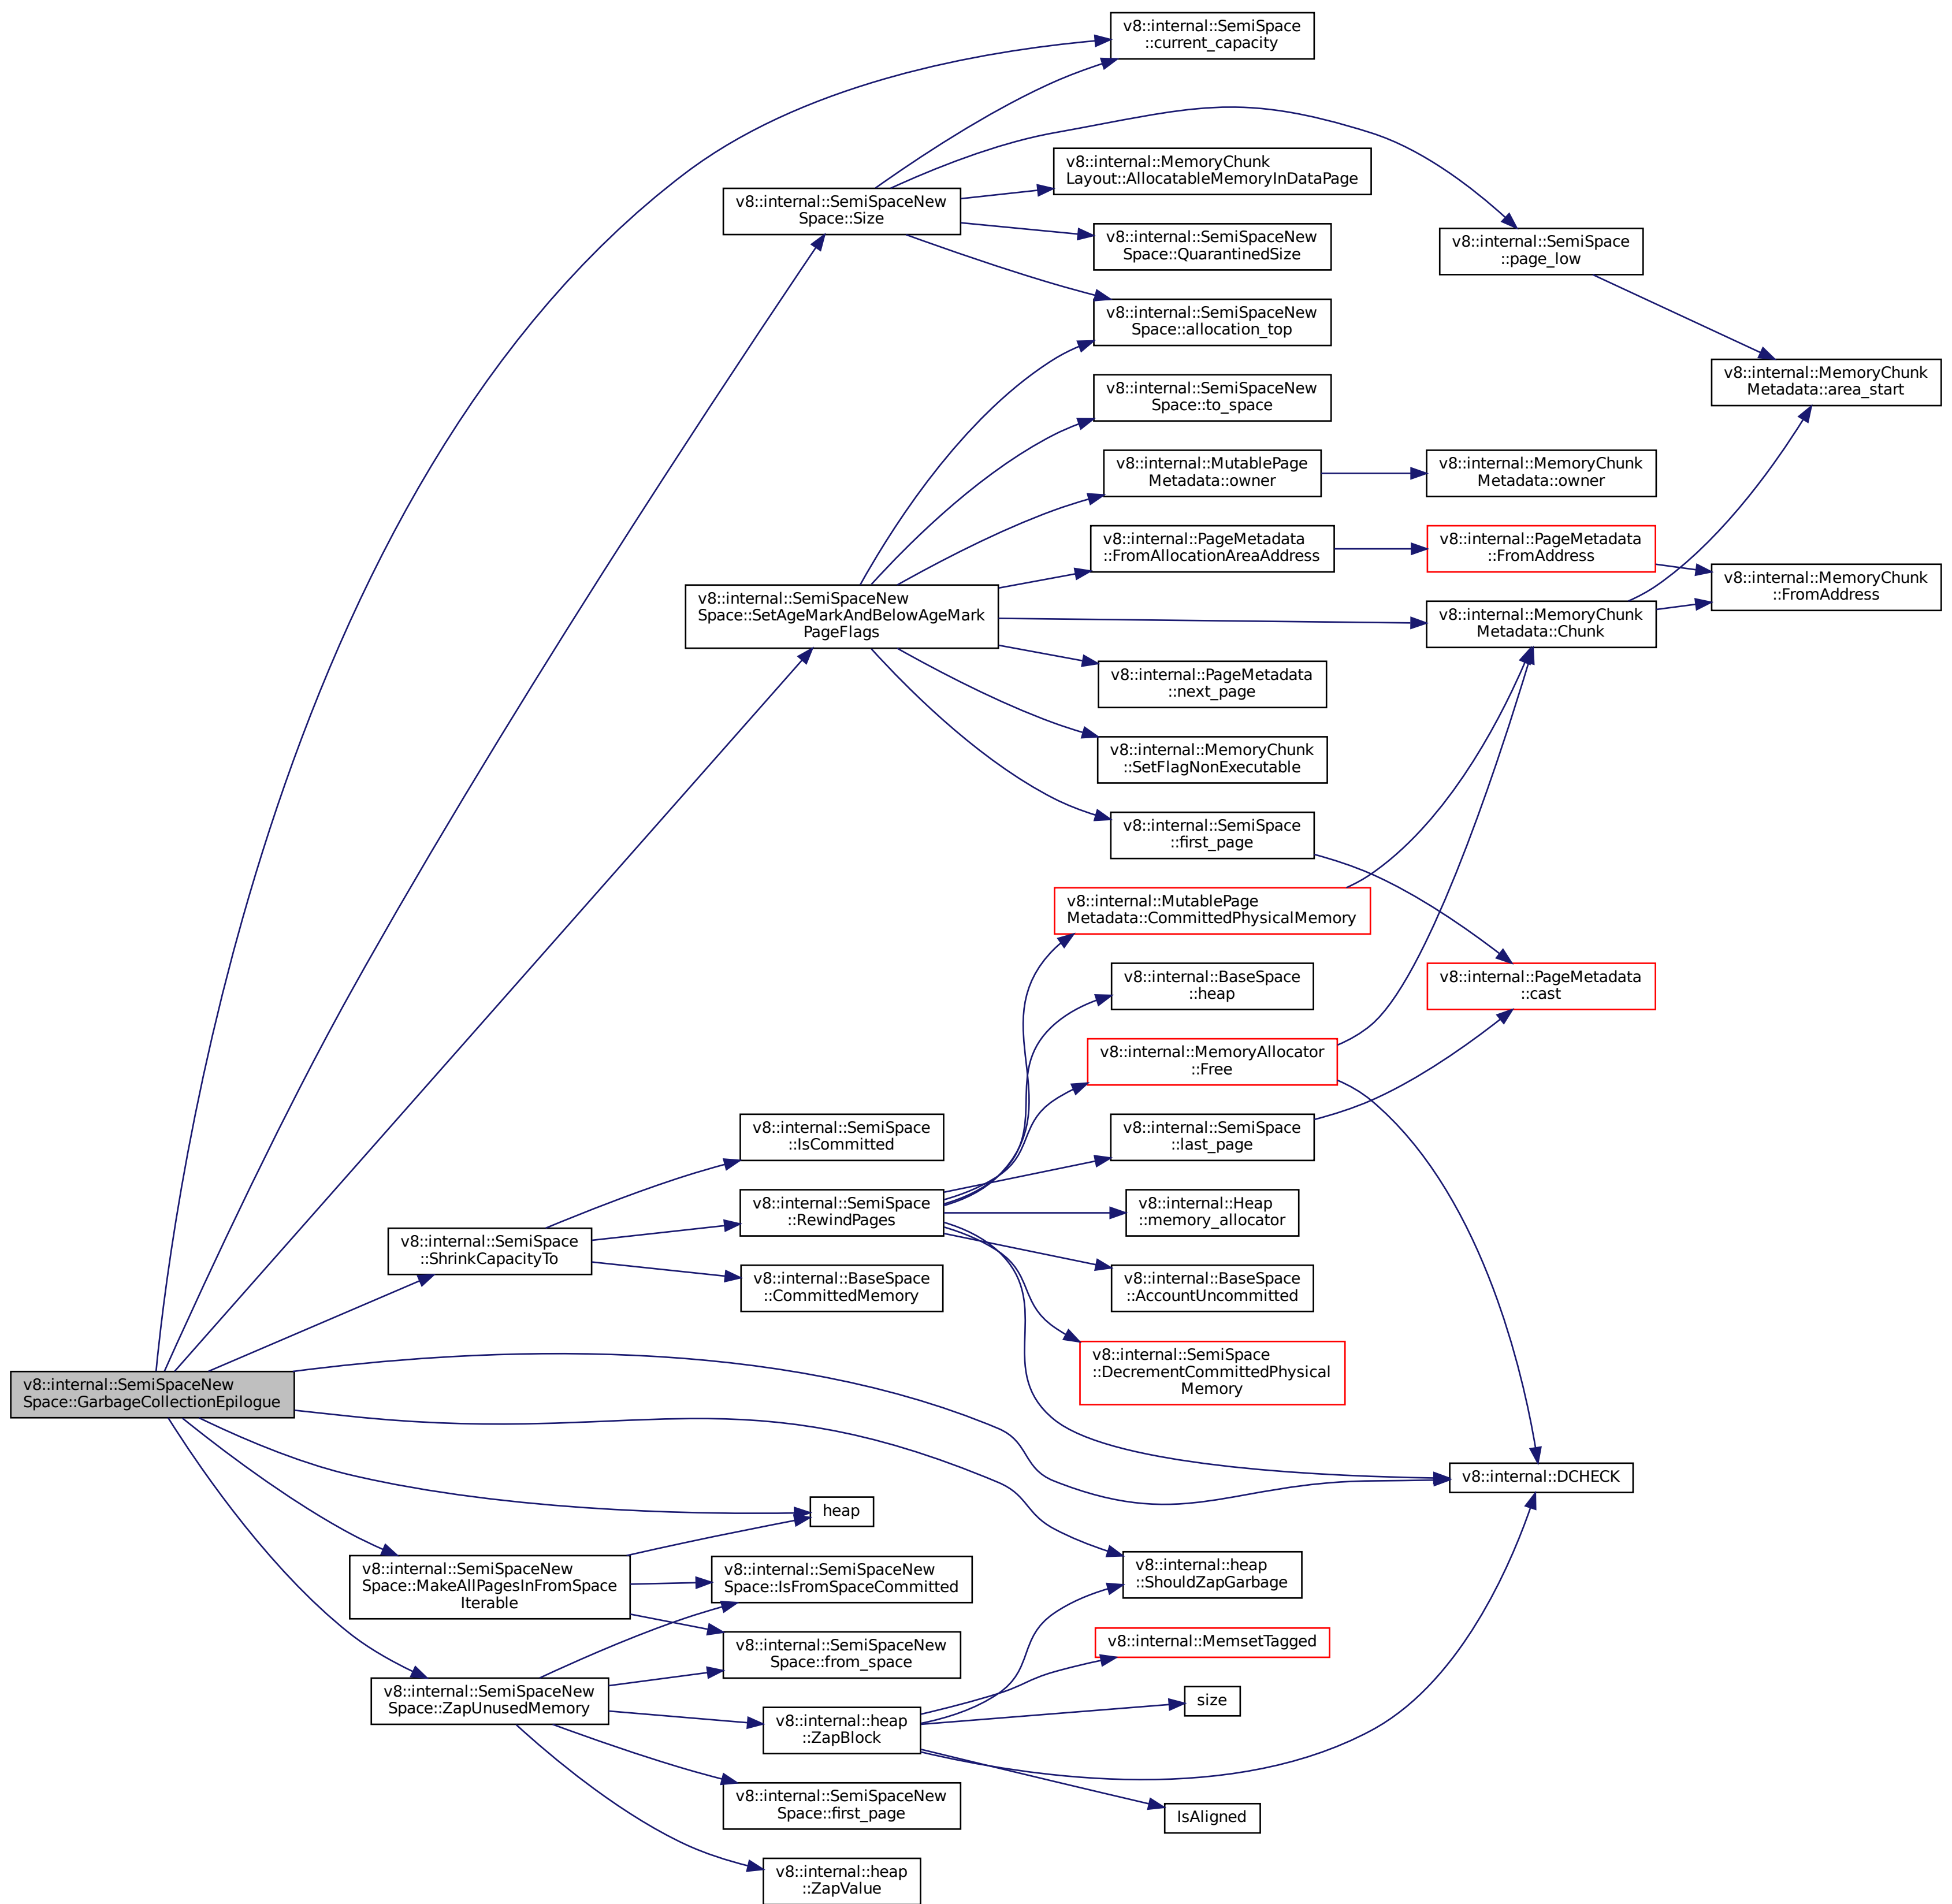 v8::internal::SemiSpace
::current_capacity
v8::internal::MemoryChunk
Layout::AllocatableMemoryInDataPage
v8::internal::SemiSpaceNew
Space::Size
v8::internal::SemiSpaceNew
Space::QuarantinedSize
v8::internal::SemiSpace
::page_low
v8::internal::SemiSpaceNew
Space::allocation_top
v8::internal::MemoryChunk
Metadata::area_start
v8::internal::SemiSpaceNew
Space::to_space
v8::internal::MutablePage
Metadata::owner
v8::internal::MemoryChunk
Metadata::owner
v8::internal::PageMetadata
::FromAllocationAreaAddress
v8::internal::PageMetadata
::FromAddress
v8::internal::MemoryChunk
::FromAddress
v8::internal::SemiSpaceNew
Space::SetAgeMarkAndBelowAgeMark
PageFlags
v8::internal::MemoryChunk
Metadata::Chunk
v8::internal::PageMetadata
::next_page
v8::internal::MemoryChunk
::SetFlagNonExecutable
v8::internal::SemiSpace
::first_page
v8::internal::MutablePage
Metadata::CommittedPhysicalMemory
v8::internal::BaseSpace
::heap
v8::internal::PageMetadata
::cast
v8::internal::MemoryAllocator
::Free
v8::internal::SemiSpace
::IsCommitted
v8::internal::SemiSpace
::last_page
v8::internal::SemiSpace
::RewindPages
v8::internal::Heap
::memory_allocator
v8::internal::SemiSpace
::ShrinkCapacityTo
v8::internal::BaseSpace
::CommittedMemory
v8::internal::BaseSpace
::AccountUncommitted
v8::internal::SemiSpace
::DecrementCommittedPhysical
Memory
v8::internal::SemiSpaceNew
Space::GarbageCollectionEpilogue
v8::internal::DCHECK
heap
v8::internal::SemiSpaceNew
Space::MakeAllPagesInFromSpace
Iterable
v8::internal::SemiSpaceNew
Space::IsFromSpaceCommitted
v8::internal::heap
::ShouldZapGarbage
v8::internal::SemiSpaceNew
Space::from_space
v8::internal::MemsetTagged
v8::internal::SemiSpaceNew
Space::ZapUnusedMemory
size
v8::internal::heap
::ZapBlock
v8::internal::SemiSpaceNew
Space::first_page
IsAligned
v8::internal::heap
::ZapValue